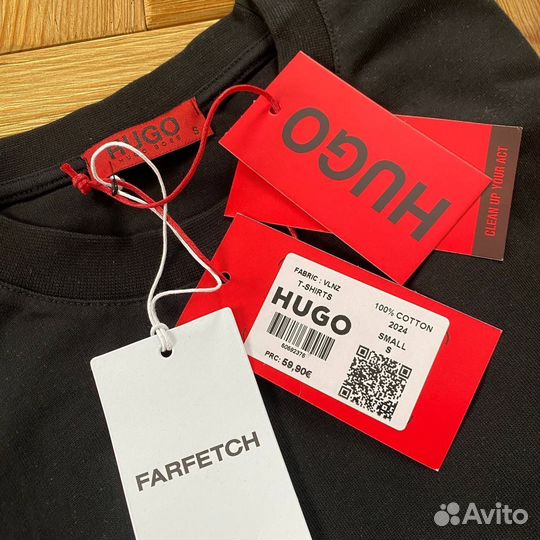 HUGO
HUGO BOSS
S
HUGO
CLEAN UP YOUR ACT
FABRIC : VLNZ
T-SHIRTS
HUGO
50692376
PRC: 59,90€
100% COTTON
2024
SMALL
S
FARFETCH
Avito